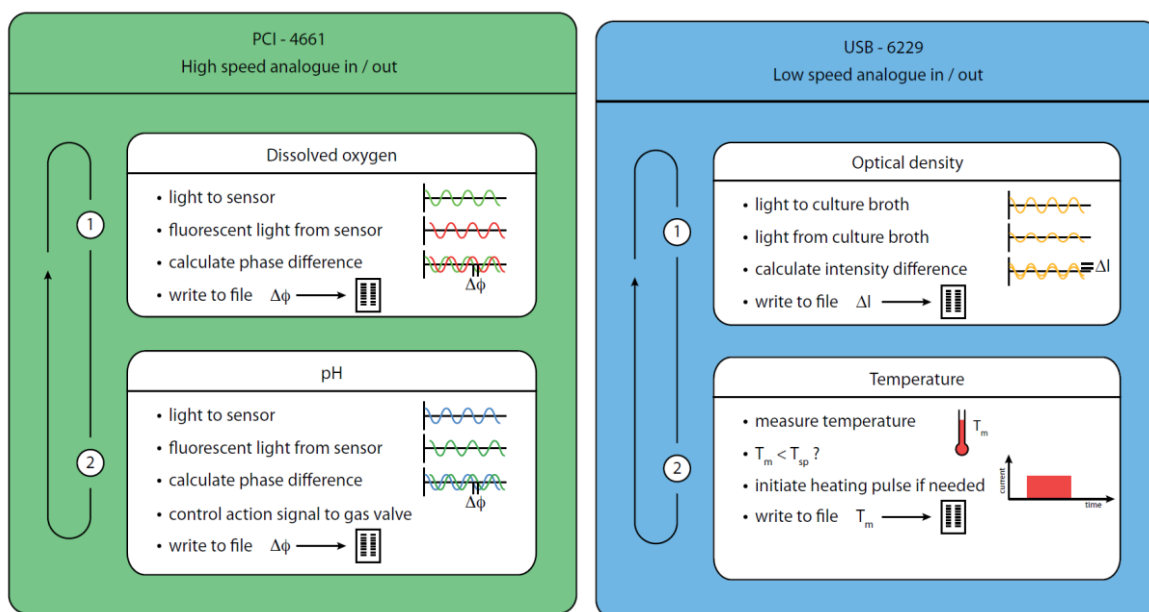 PCI - 4661
High speed analogue in / out
1
Dissolved oxygen
• light to sensor
• fluorescent light from sensor
• calculate phase difference
Δϕ
• write to file Δϕ
2
pH
• light to sensor
• fluorescent light from sensor
• calculate phase difference
Δϕ
• control action signal to gas valve
• write to file Δϕ
USB - 6229
Low speed analogue in / out
1
Optical density
• light to culture broth
• light from culture broth
• calculate intensity difference
ΔI
• write to file ΔI
2
Temperature
• measure temperature
Tm
• Tm < Tsp ?
• initiate heating pulse if needed
current
time
• write to file Tm